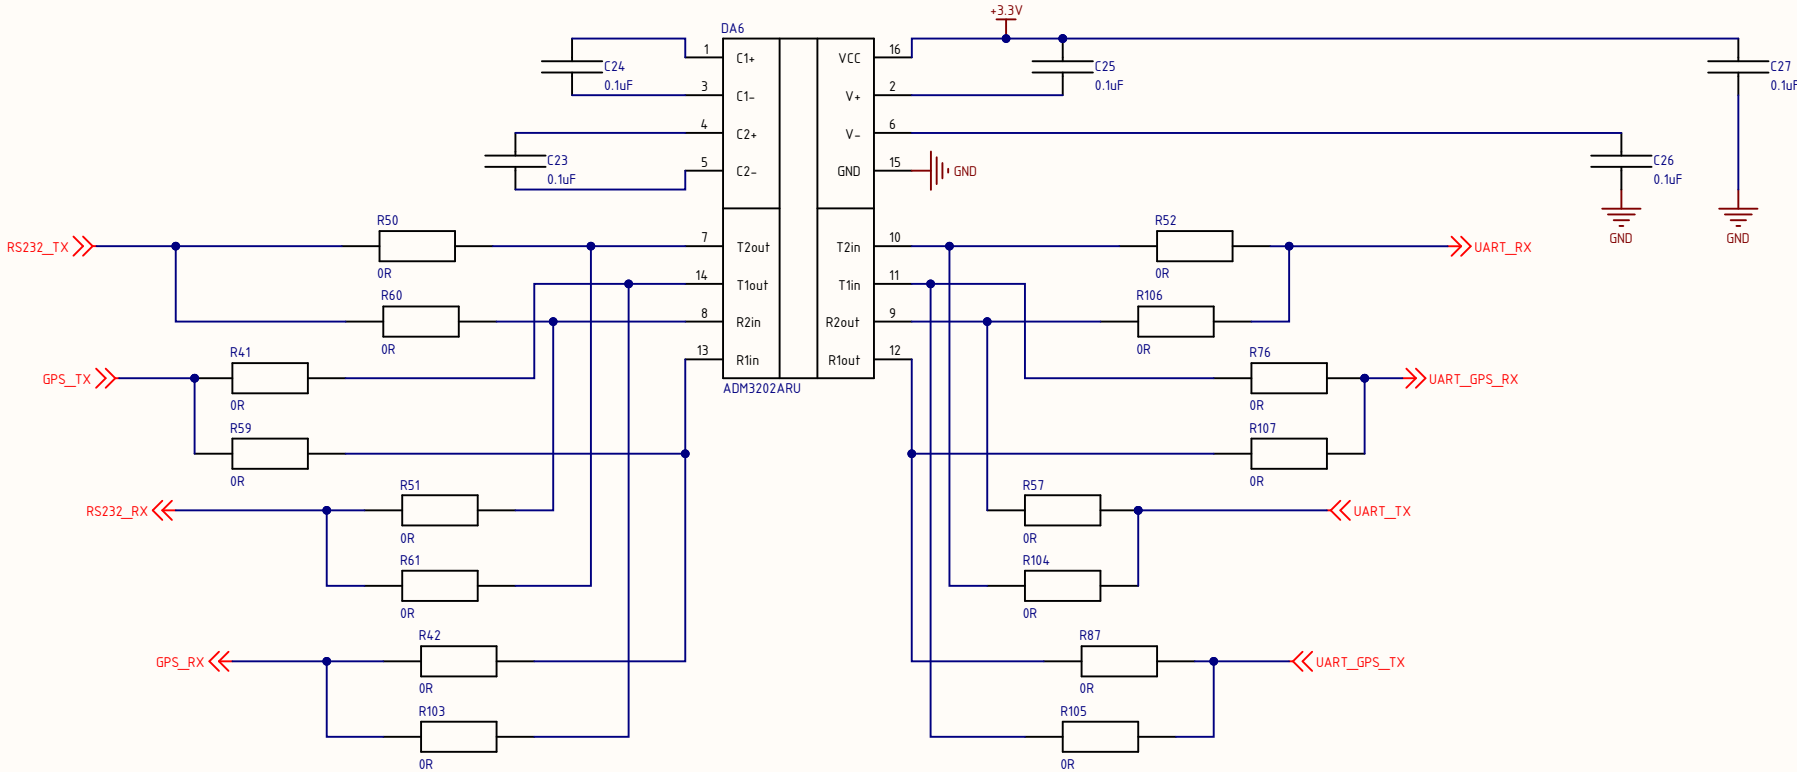 +3.3V
DA6
1 C1+ VCC 16
C24
0.1uF
C25
0.1uF
C27
0.1uF
3 C1- V+ 2
4 C2+ V- 6
C23
0.1uF
5 C2- GND 15
GND
C26
0.1uF
GND
GND
R50
R52
RS232_TX
7 T2out T2in 10
UART_RX
0R
0R
14 T1out T1in 11
R60
R106
8 R2in R2out 9
0R
0R
R41
R76
13 R1in R1out 12
GPS_TX
UART_GPS_RX
ADM3202ARU
0R
0R
R59
R107
0R
0R
R51
R57
RS232_RX
UART_TX
0R
0R
R61
R104
0R
0R
R42
R87
GPS_RX
UART_GPS_TX
0R
0R
R103
R105
0R
0R